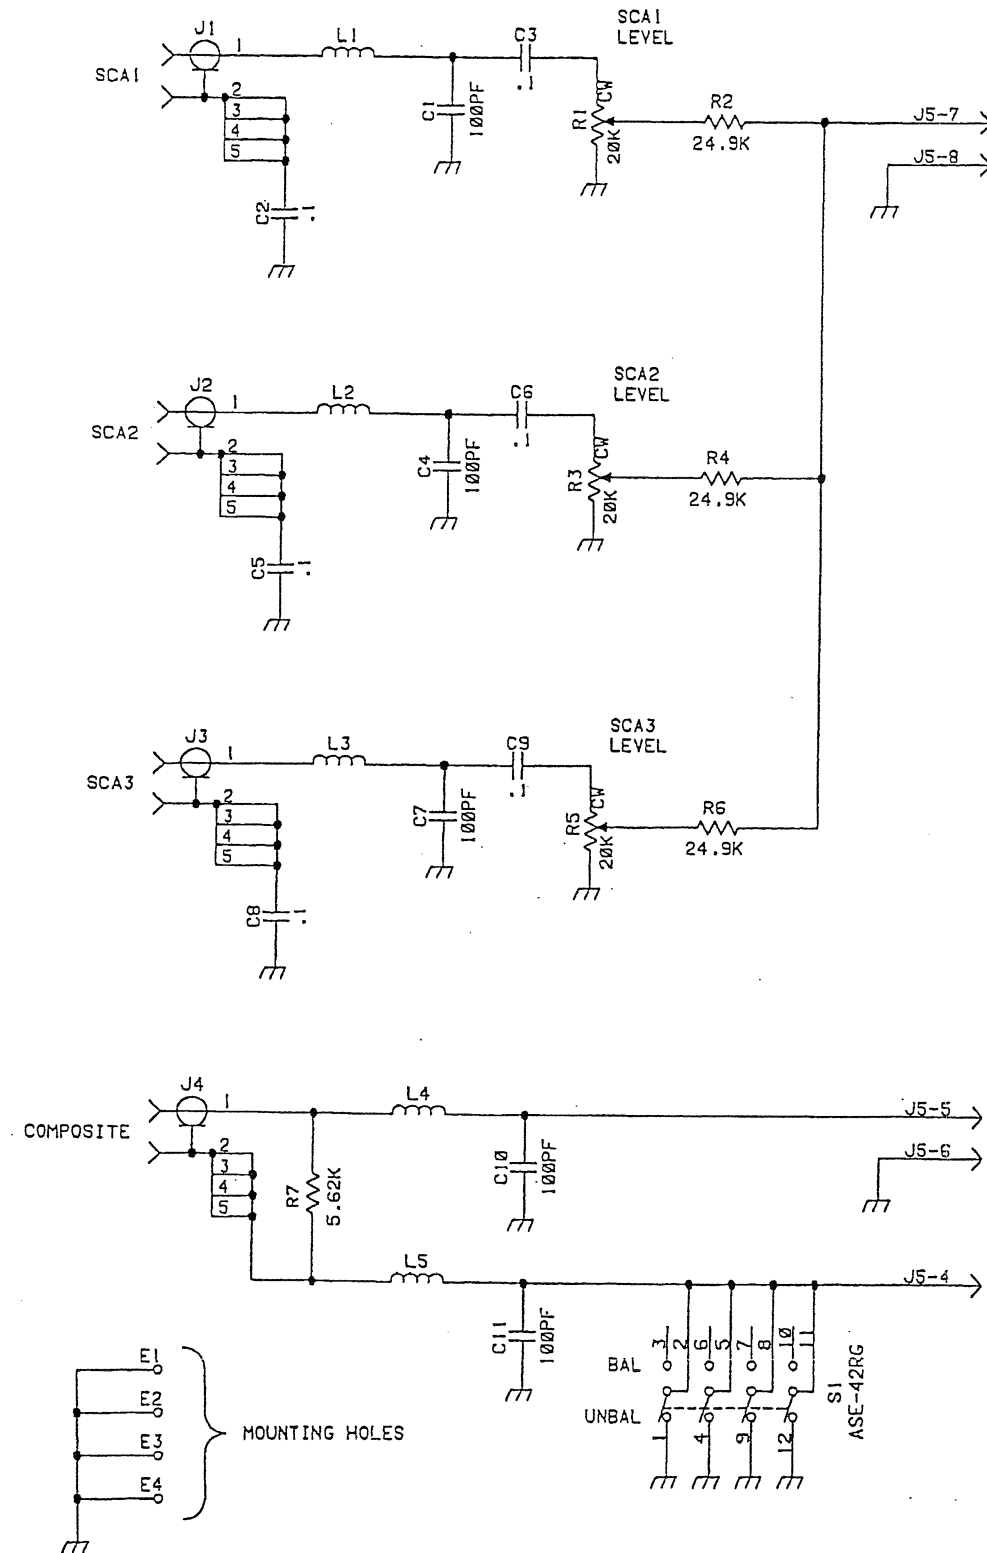 SCA1
LEVEL
J1
1
L1
C3
.1
CW
SCA1
2
3
4
5
C1
100PF
R1
20K
R2
24.9K
J5-7
J5-8
C2
.1
SCA2
LEVEL
J2
1
L2
C6
.1
CW
SCA2
2
3
4
5
C4
100PF
R3
20K
R4
24.9K
C5
.1
SCA3
LEVEL
J3
1
L3
C9
.1
CW
SCA3
2
3
4
5
C7
100PF
R5
20K
R6
24.9K
C8
.1
J4
1
L4
J5-5
COMPOSITE
2
3
4
5
R7
5.62K
C10
100PF
J5-6
L5
J5-4
C11
100PF
3
2
6
5
7
8
10
11
BAL
UNBAL
1
4
9
12
S1
ASE-42RG
E1
E2
E3
E4
MOUNTING HOLES